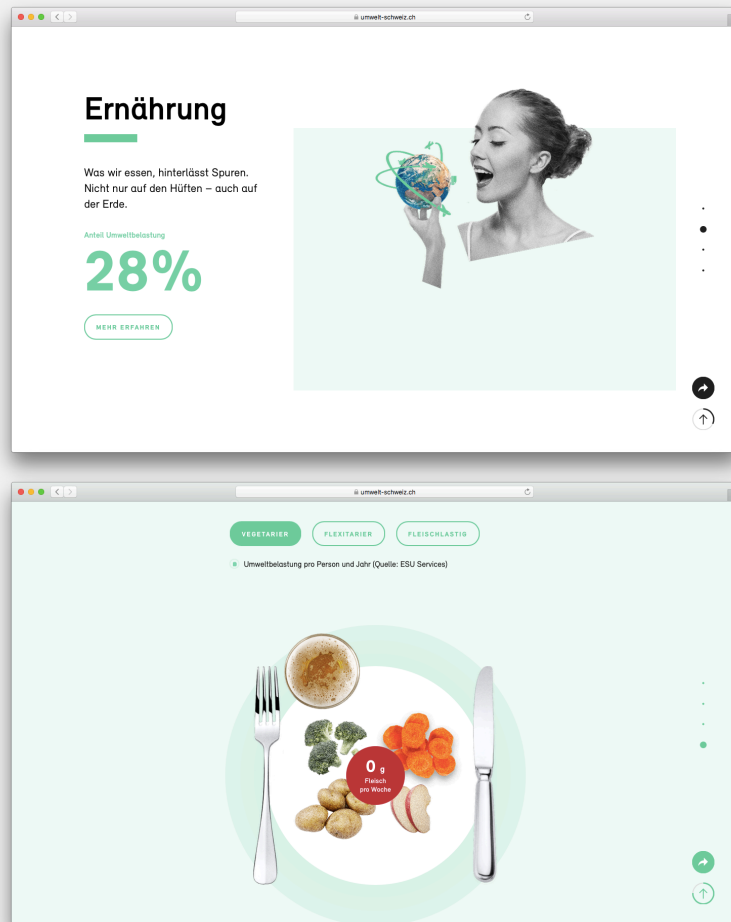 umwelt-schweiz.ch
Ernährung
Was wir essen, hinterlässt Spuren.
Nicht nur auf den Hüften – auch auf
der Erde.
Anteil Umweltbelastung
28%
MEHR ERFAHREN
umwelt-schweiz.ch
VEGETARIER
FLEXITARIER
FLEISCHLASTIG
Umweltbelastung pro Person und Jahr (Quelle: ESU Services)
0 g
Fleisch
pro Woche